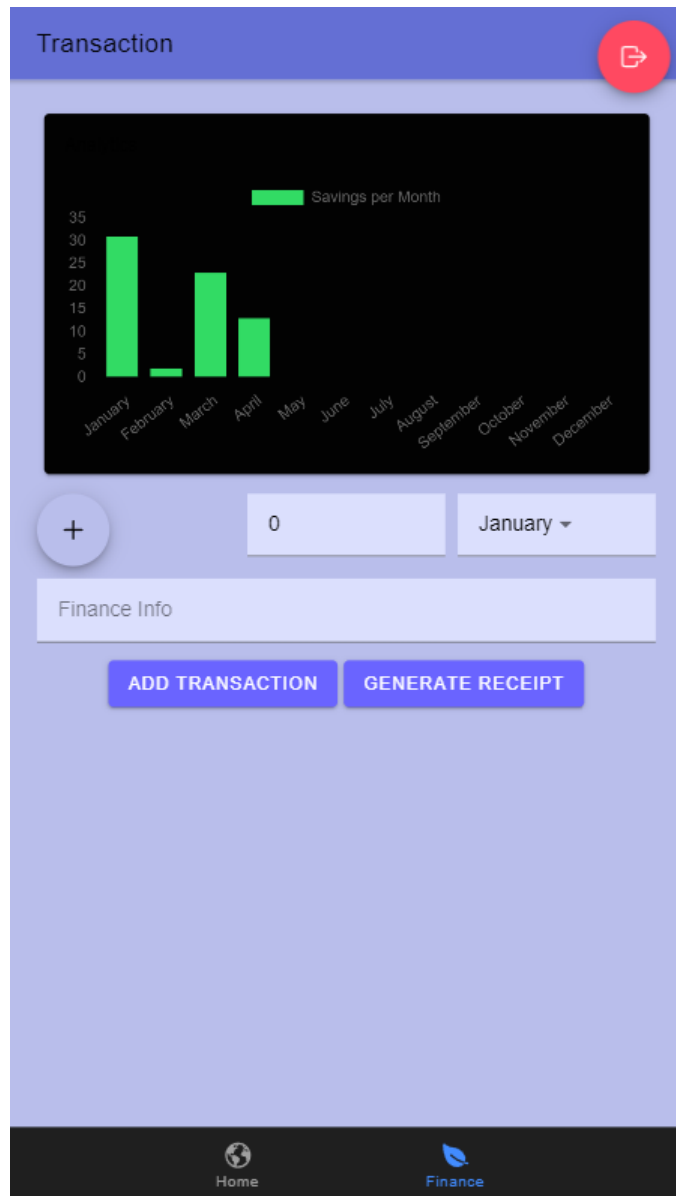 Transaction
Savings per Month
35
30
25
20
15
10
5
0
January February March April May June July August September October November December
0 January
Finance Info
ADD TRANSACTION GENERATE RECEIPT
Home Finance